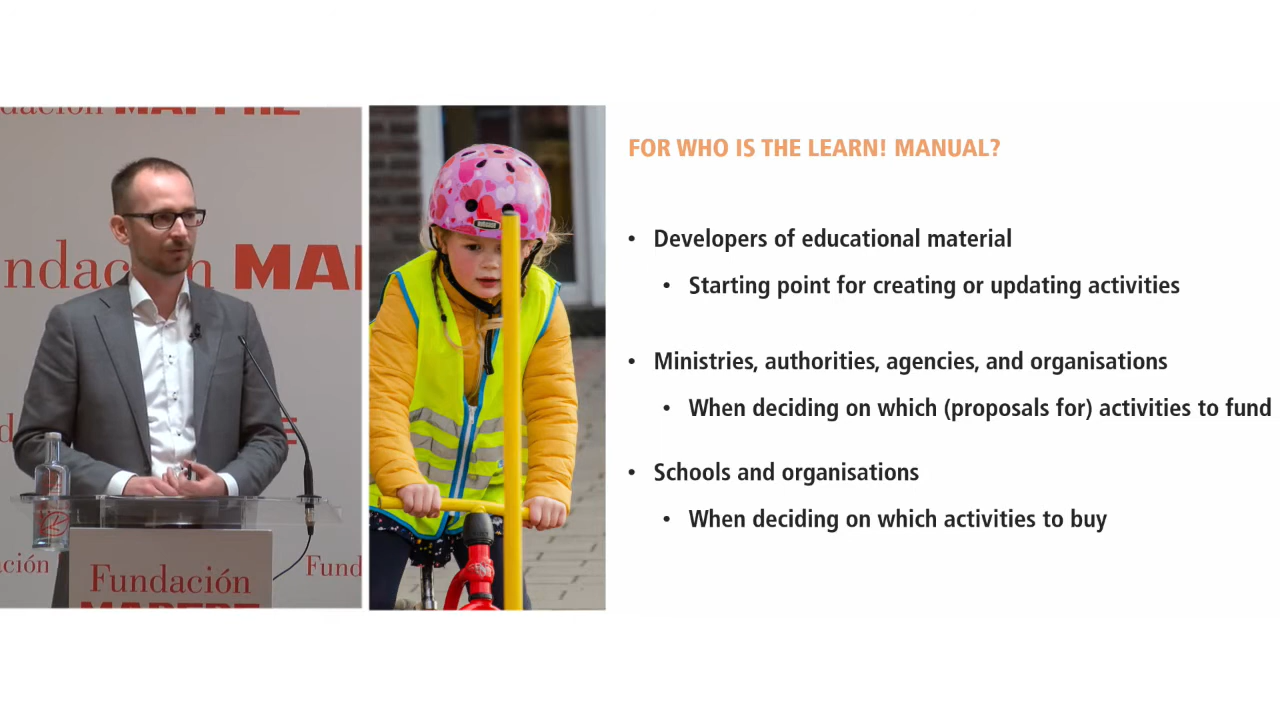 Fundación MAPFRE
Fundación
MAPFRE
FOR WHO IS THE LEARN! MANUAL?
• Developers of educational material
• Starting point for creating or updating activities
• Ministries, authorities, agencies, and organisations
• When deciding on which (proposals for) activities to fund
• Schools and organisations
• When deciding on which activities to buy